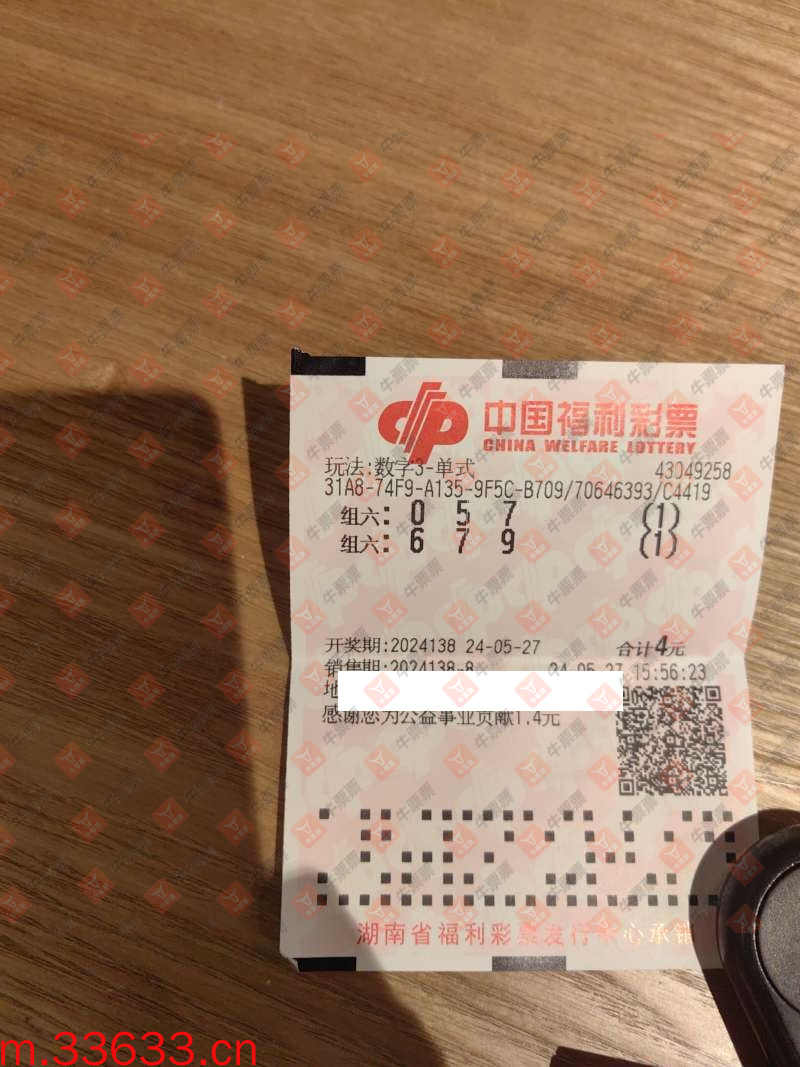 中国福利彩票
CHINA WELFARE LOTTERY
玩法:数字3-单式 43049258
31A8-74F9-A135-9F5C-B709/70646393/C4419
组六: 0 5 7 (1)
组六: 6 7 9 (1)
开奖期:2024138 24-05-27 合计4元
销售期:2024138-8 24-05-27 15:56:23
地
感谢您为公益事业贡献1.4元
湖南省福利彩票发行中心承销
m.33633.cn
牛票票